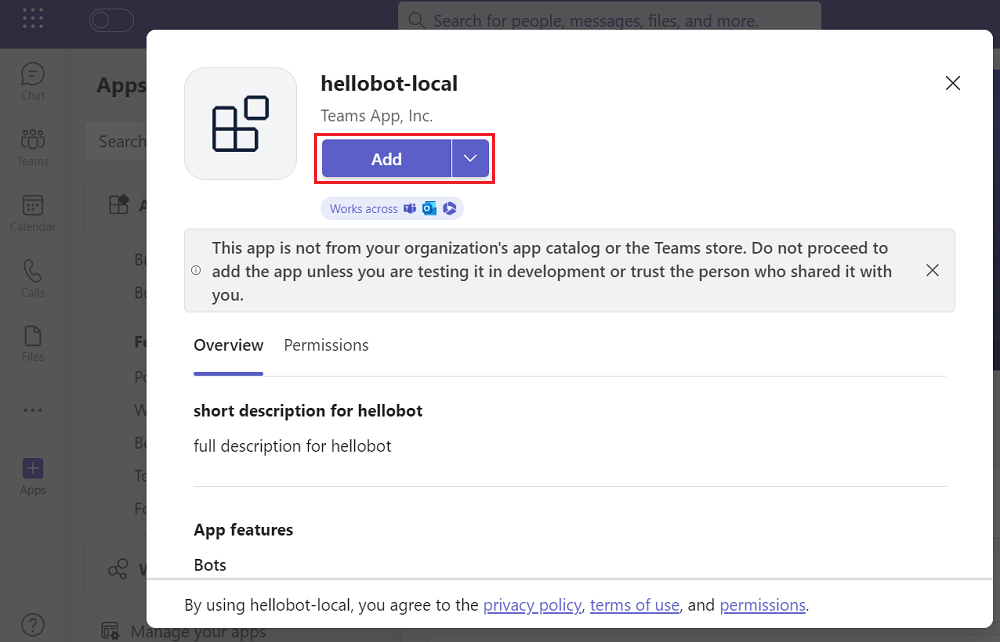 Search for people, messages, files, and more.
Chat
Teams
Calendar
Calls
Files
Apps
Apps
Search
hellobot-local
Teams App, Inc.
Add
Works across
This app is not from your organization's app catalog or the Teams store. Do not proceed to
add the app unless you are testing it in development or trust the person who shared it with
you.
Overview Permissions
short description for hellobot
full description for hellobot
App features
Bots
By using hellobot-local, you agree to the privacy policy, terms of use, and permissions.
Manage your apps